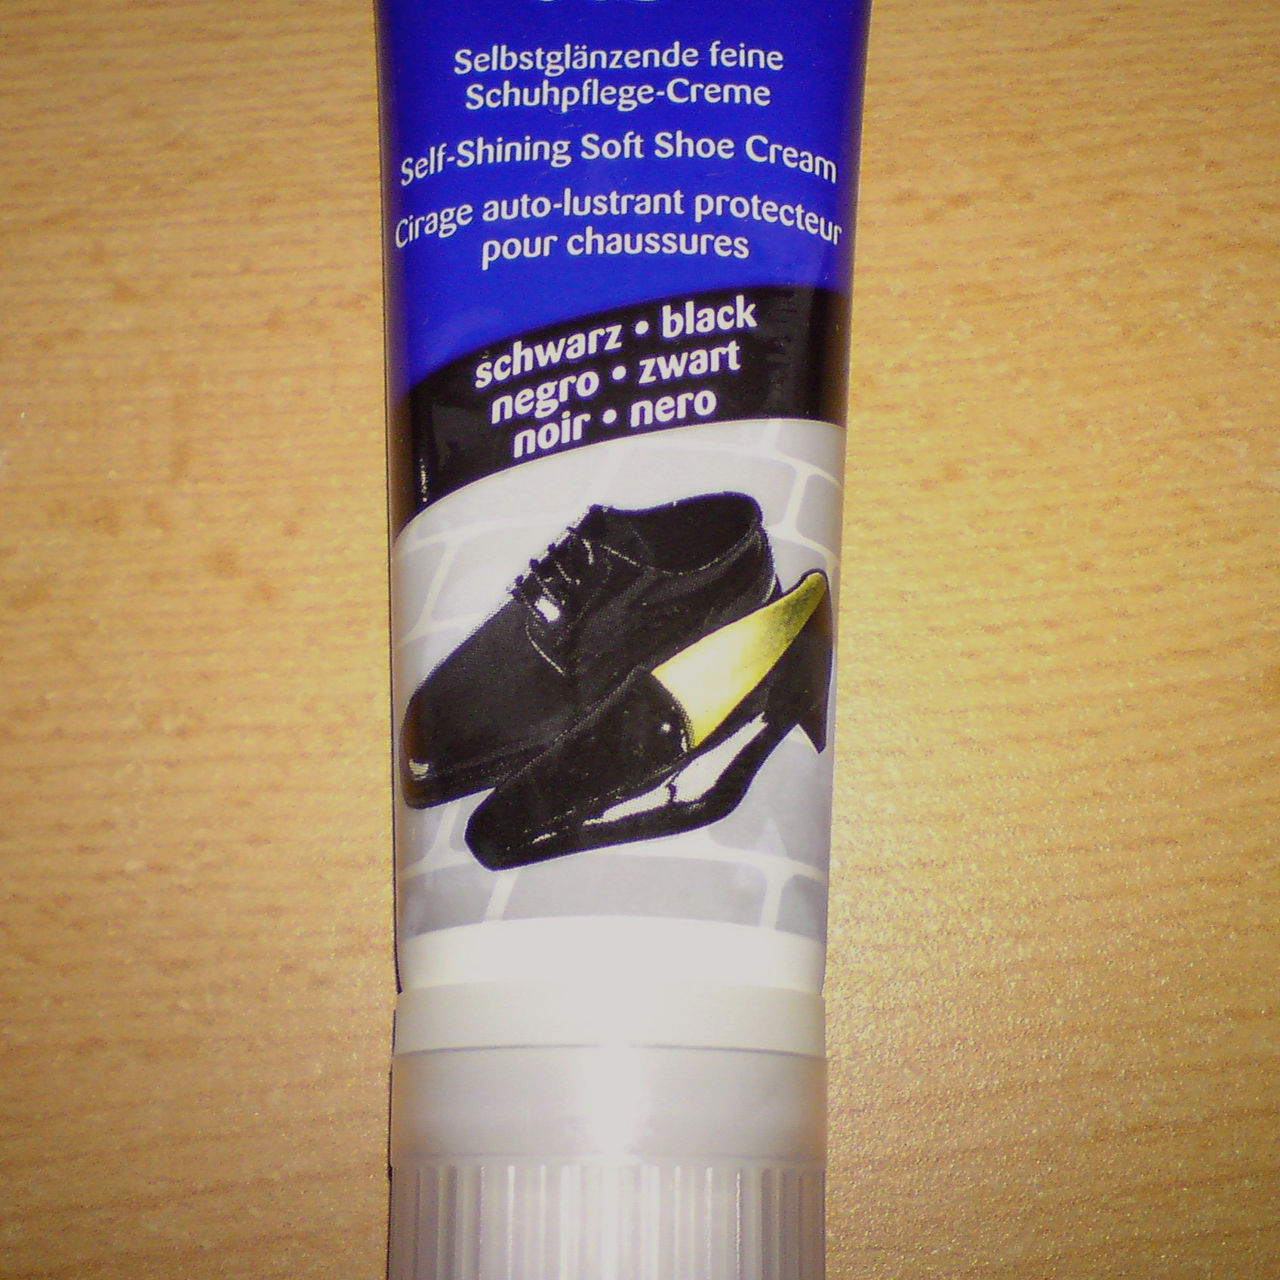 Selbstglänzende feine
Schuhpflege-Creme
Self-Shining Soft Shoe Cream
Cirage auto-lustrant protecteur
pour chaussures
schwarz • black
negro • zwart
noir • nero